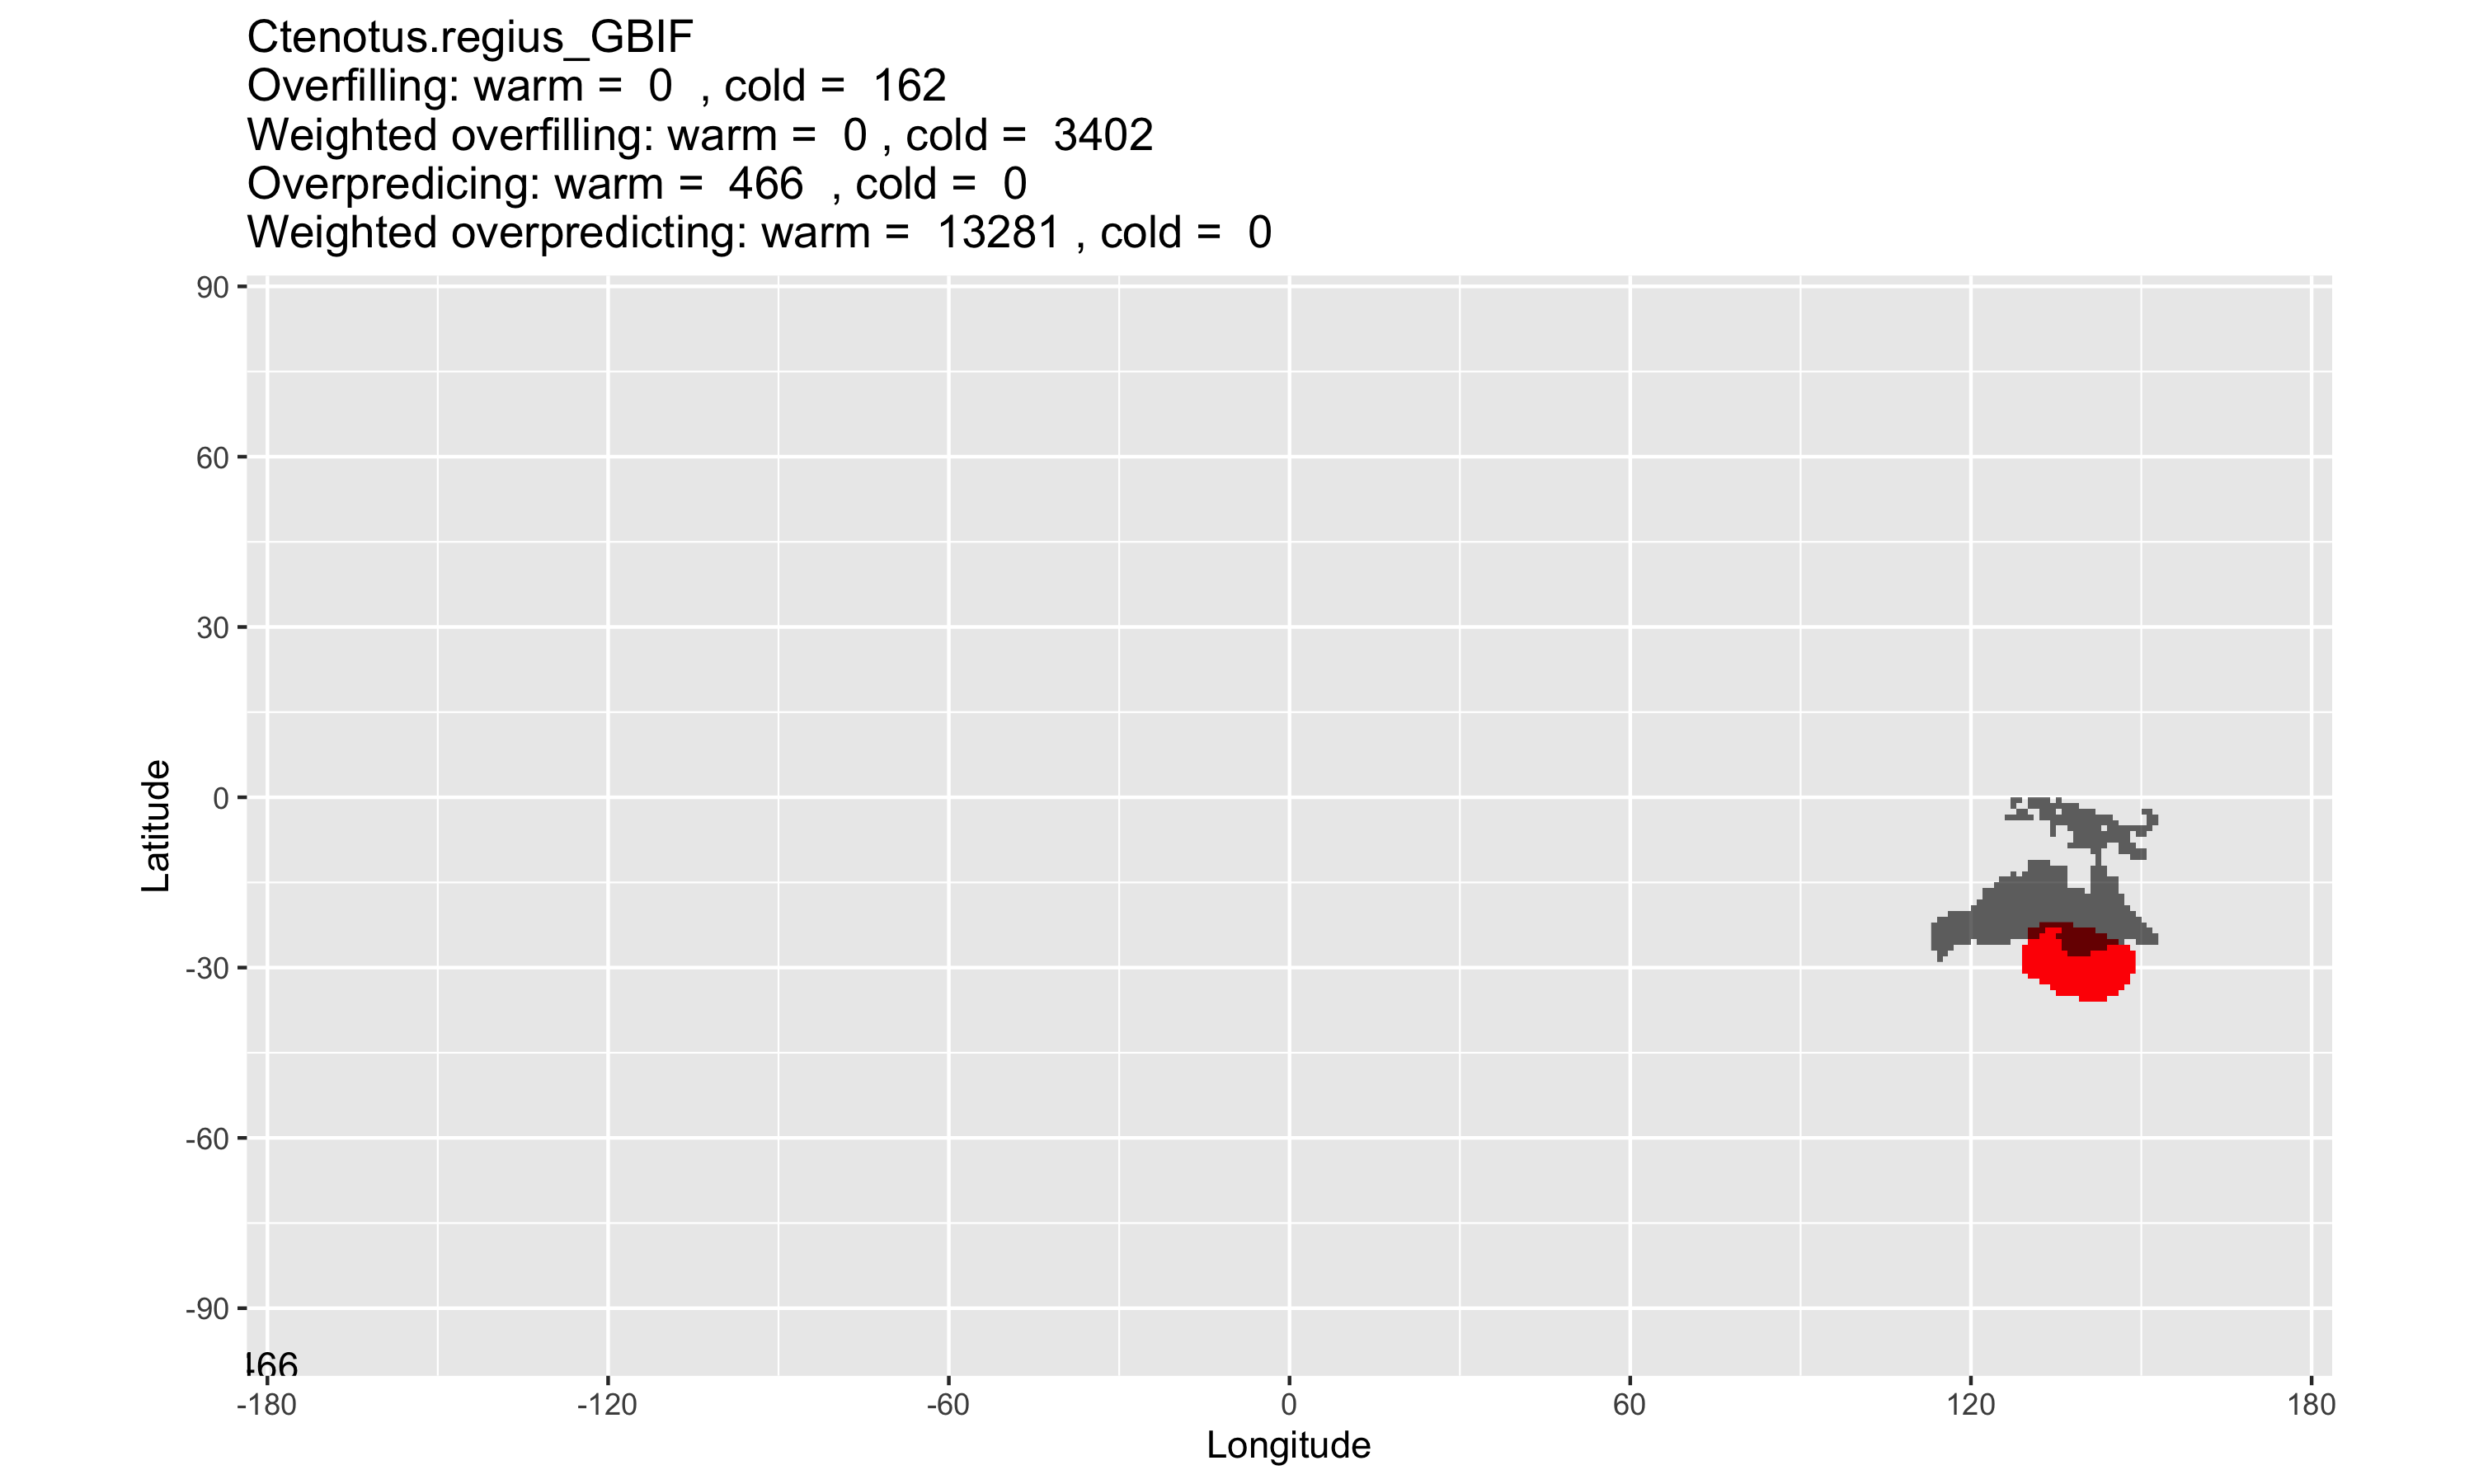 Ctenotus.regius_GBIF
Overfilling: warm =  0  , cold =  162
Weighted overfilling: warm =  0 , cold =  3402
Overpredicing: warm =  466  , cold =  0
Weighted overpredicting: warm =  13281 , cold =  0
90
60
30
0
-30
-60
-90
Latitude
466
-180
-120
-60
0
60
120
180
Longitude